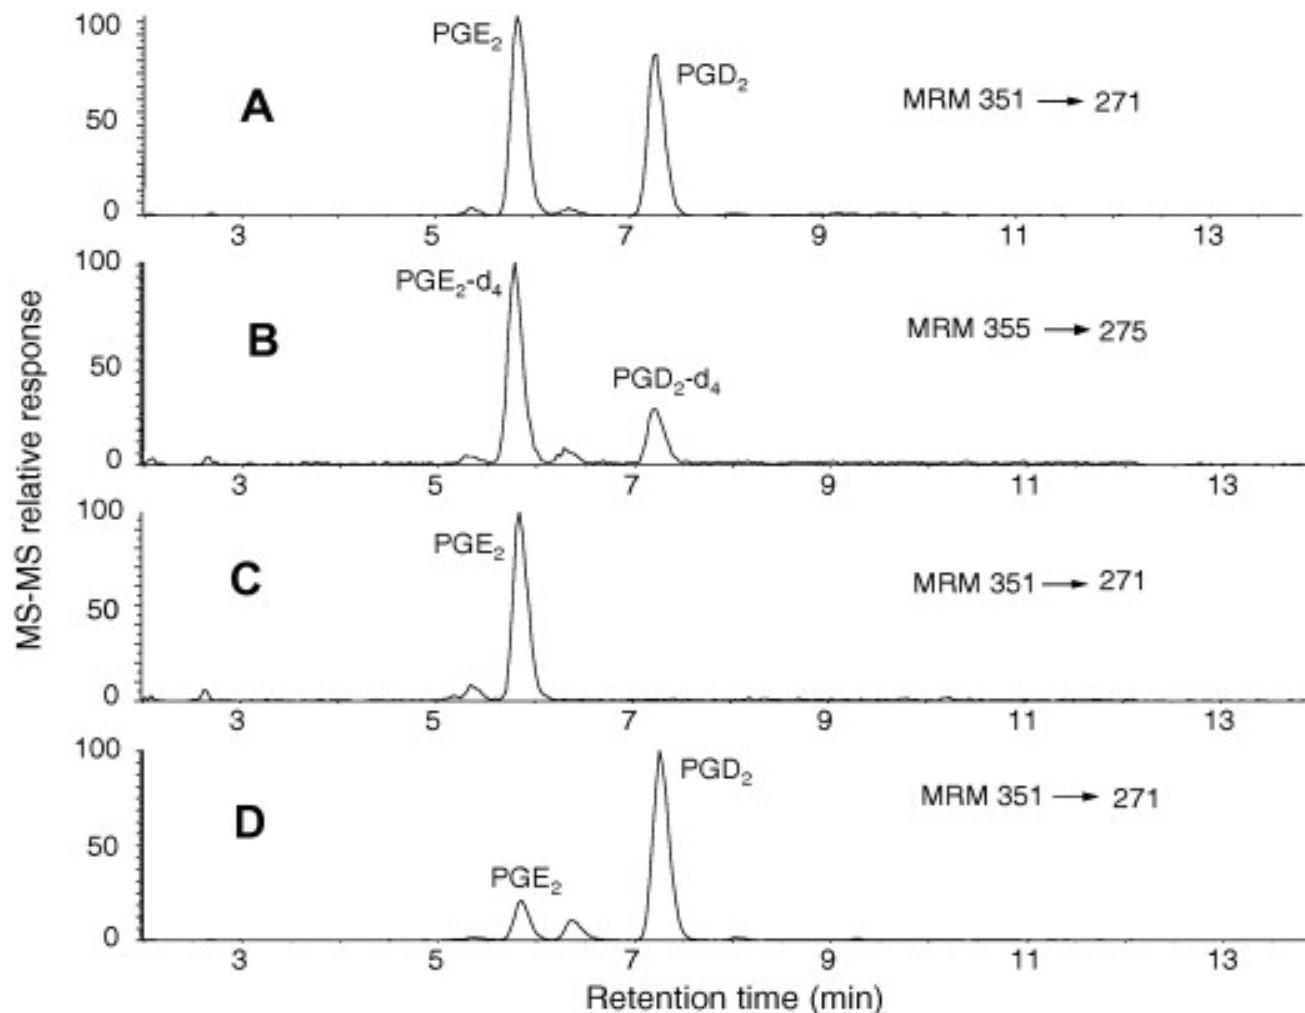 MS-MS relative response
100
50
0
A
PGE₂
PGD₂
MRM 351 → 271
3 5 7 9 11 13
100
50
0
B
PGE₂-d₄
PGD₂-d₄
MRM 355 → 275
3 5 7 9 11 13
100
50
0
C
PGE₂
MRM 351 → 271
3 5 7 9 11 13
100
50
0
D
PGE₂
PGD₂
MRM 351 → 271
3 5 7 9 11 13
Retention time (min)